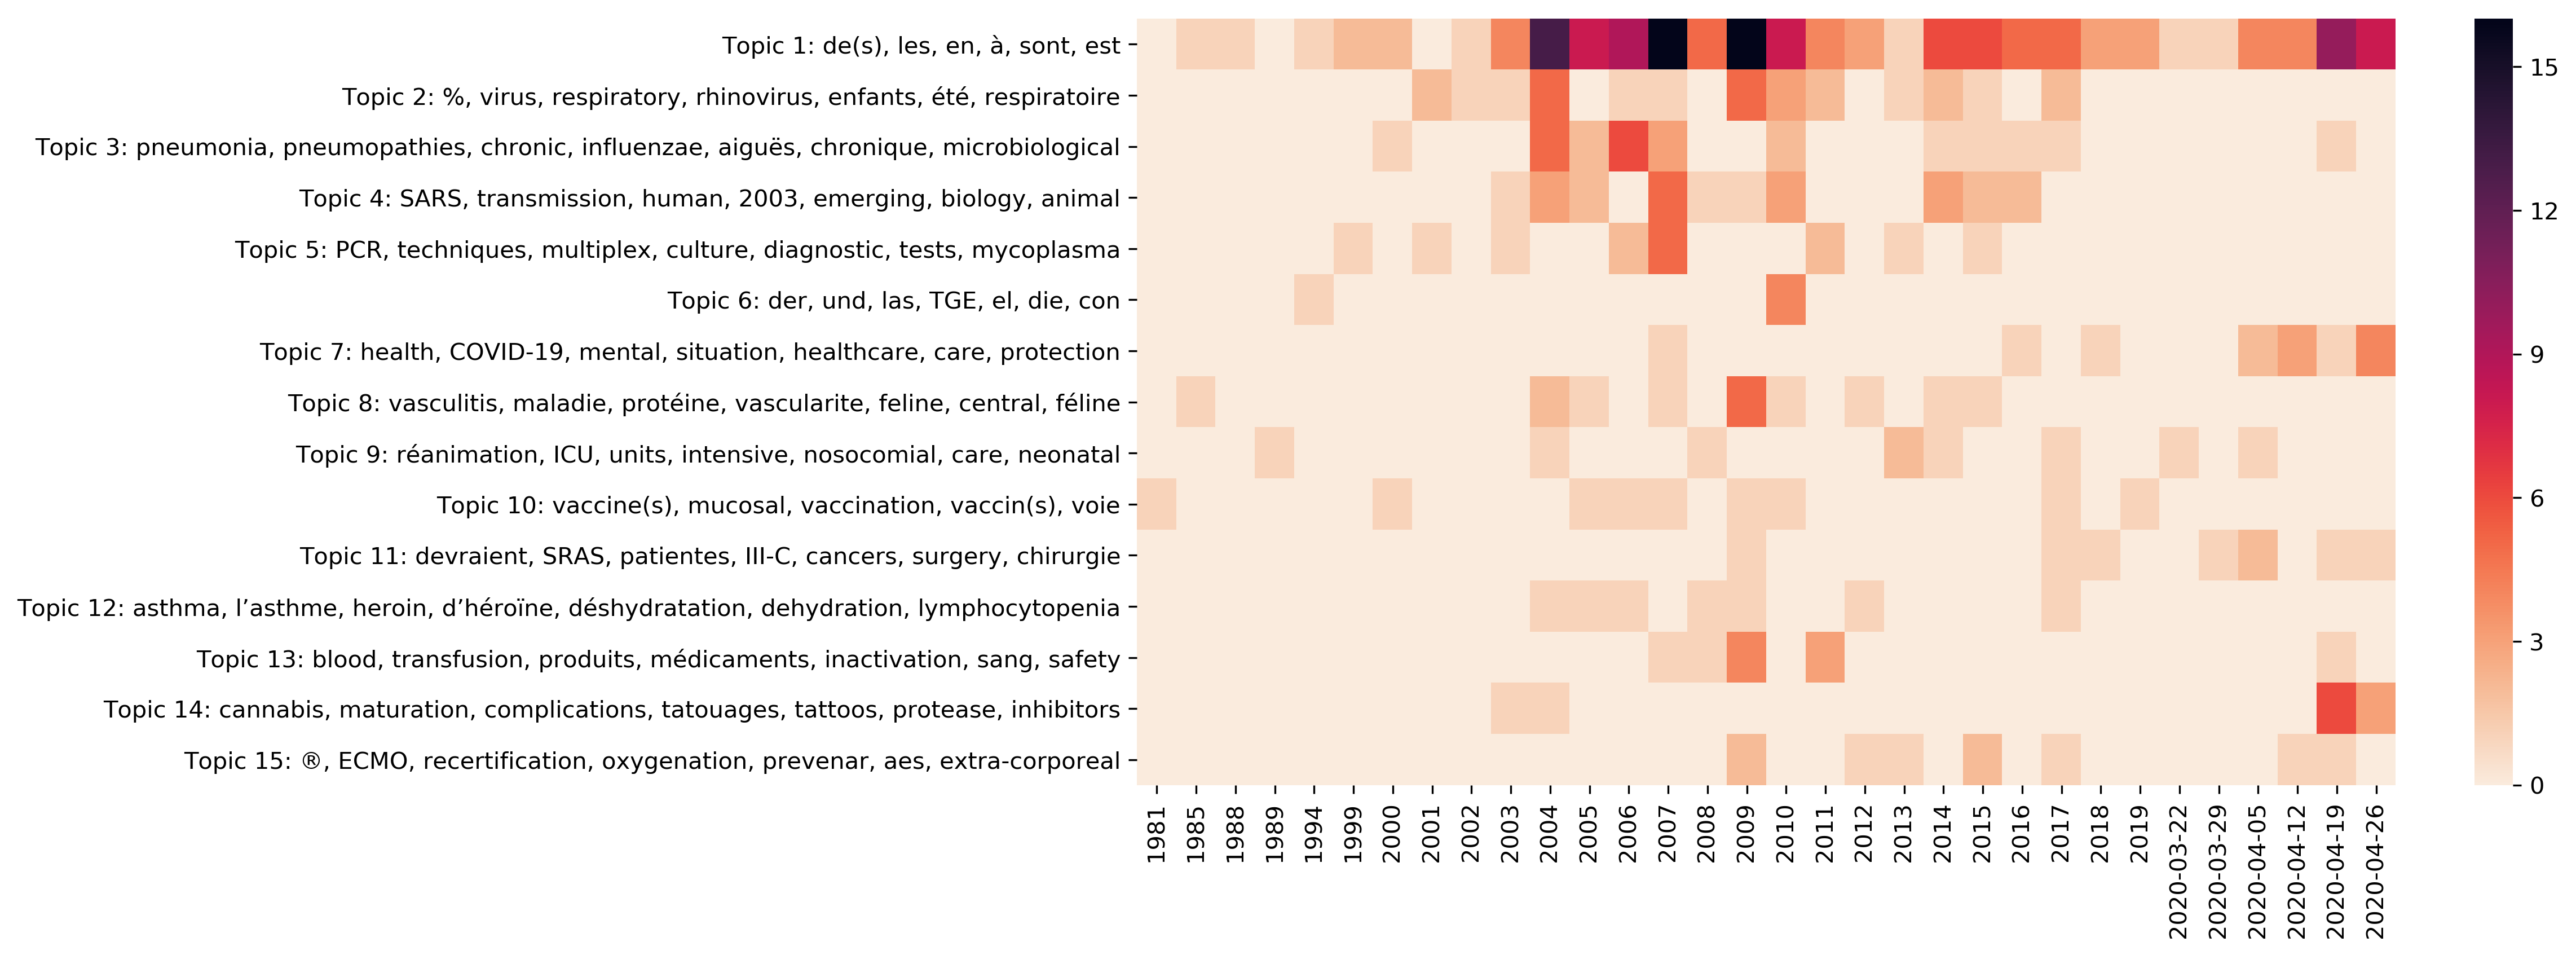 Topic 1: de(s), les, en, à, sont, est
Topic 2: %, virus, respiratory, rhinovirus, enfants, été, respiratoire
Topic 3: pneumonia, pneumopathies, chronic, influenzae, aiguës, chronique, microbiological
Topic 4: SARS, transmission, human, 2003, emerging, biology, animal
Topic 5: PCR, techniques, multiplex, culture, diagnostic, tests, mycoplasma
Topic 6: der, und, las, TGE, el, die, con
Topic 7: health, COVID-19, mental, situation, healthcare, care, protection
Topic 8: vasculitis, maladie, protéine, vascularite, feline, central, féline
Topic 9: réanimation, ICU, units, intensive, nosocomial, care, neonatal
Topic 10: vaccine(s), mucosal, vaccination, vaccin(s), voie
Topic 11: devraient, SRAS, patientes, III-C, cancers, surgery, chirurgie
Topic 12: asthma, l’asthme, heroin, d’héroïne, déshydratation, dehydration, lymphocytopenia
Topic 13: blood, transfusion, produits, médicaments, inactivation, sang, safety
Topic 14: cannabis, maturation, complications, tatouages, tattoos, protease, inhibitors
Topic 15: ®, ECMO, recertification, oxygenation, prevenar, aes, extra-corporeal
1981
1985
1988
1989
1994
1999
2000
2001
2002
2003
2004
2005
2006
2007
2008
2009
2010
2011
2012
2013
2014
2015
2016
2017
2018
2019
2020-03-22
2020-03-29
2020-04-05
2020-04-12
2020-04-19
2020-04-26
15
12
9
6
3
0